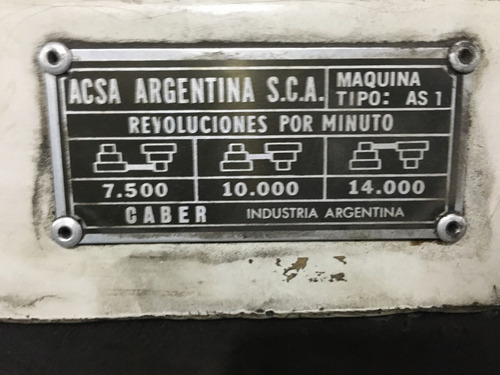 ACSA ARGENTINA S.C.A.
MAQUINA
TIPO: AS 1
REVOLUCIONES POR MINUTO
7.500 10.000 14.000
CABER INDUSTRIA ARGENTINA